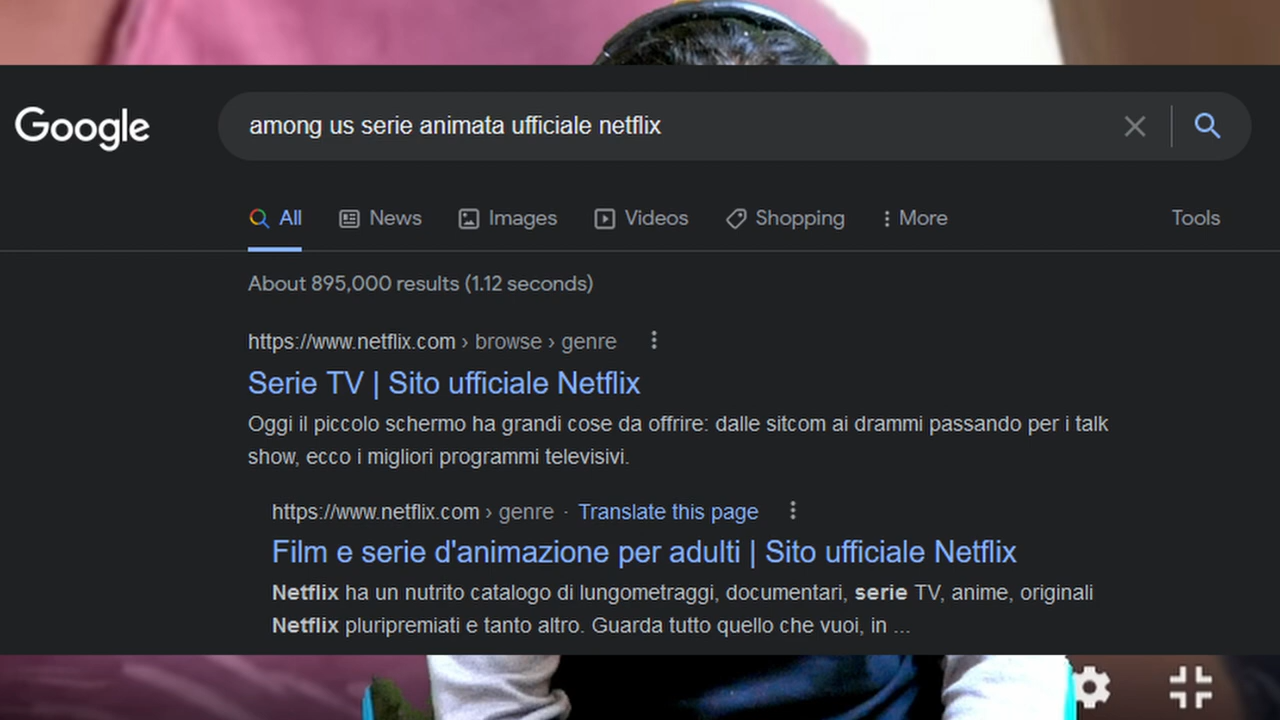 Google
among us serie animata ufficiale netflix
All News Images Videos Shopping More Tools
About 895,000 results (1.12 seconds)
https://www.netflix.com › browse › genre
Serie TV | Sito ufficiale Netflix
Oggi il piccolo schermo ha grandi cose da offrire: dalle sitcom ai drammi passando per i talk
show, ecco i migliori programmi televisivi.
https://www.netflix.com › genre · Translate this page
Film e serie d'animazione per adulti | Sito ufficiale Netflix
Netflix ha un nutrito catalogo di lungometraggi, documentari, serie TV, anime, originali
Netflix pluripremiati e tanto altro. Guarda tutto quello che vuoi, in ...